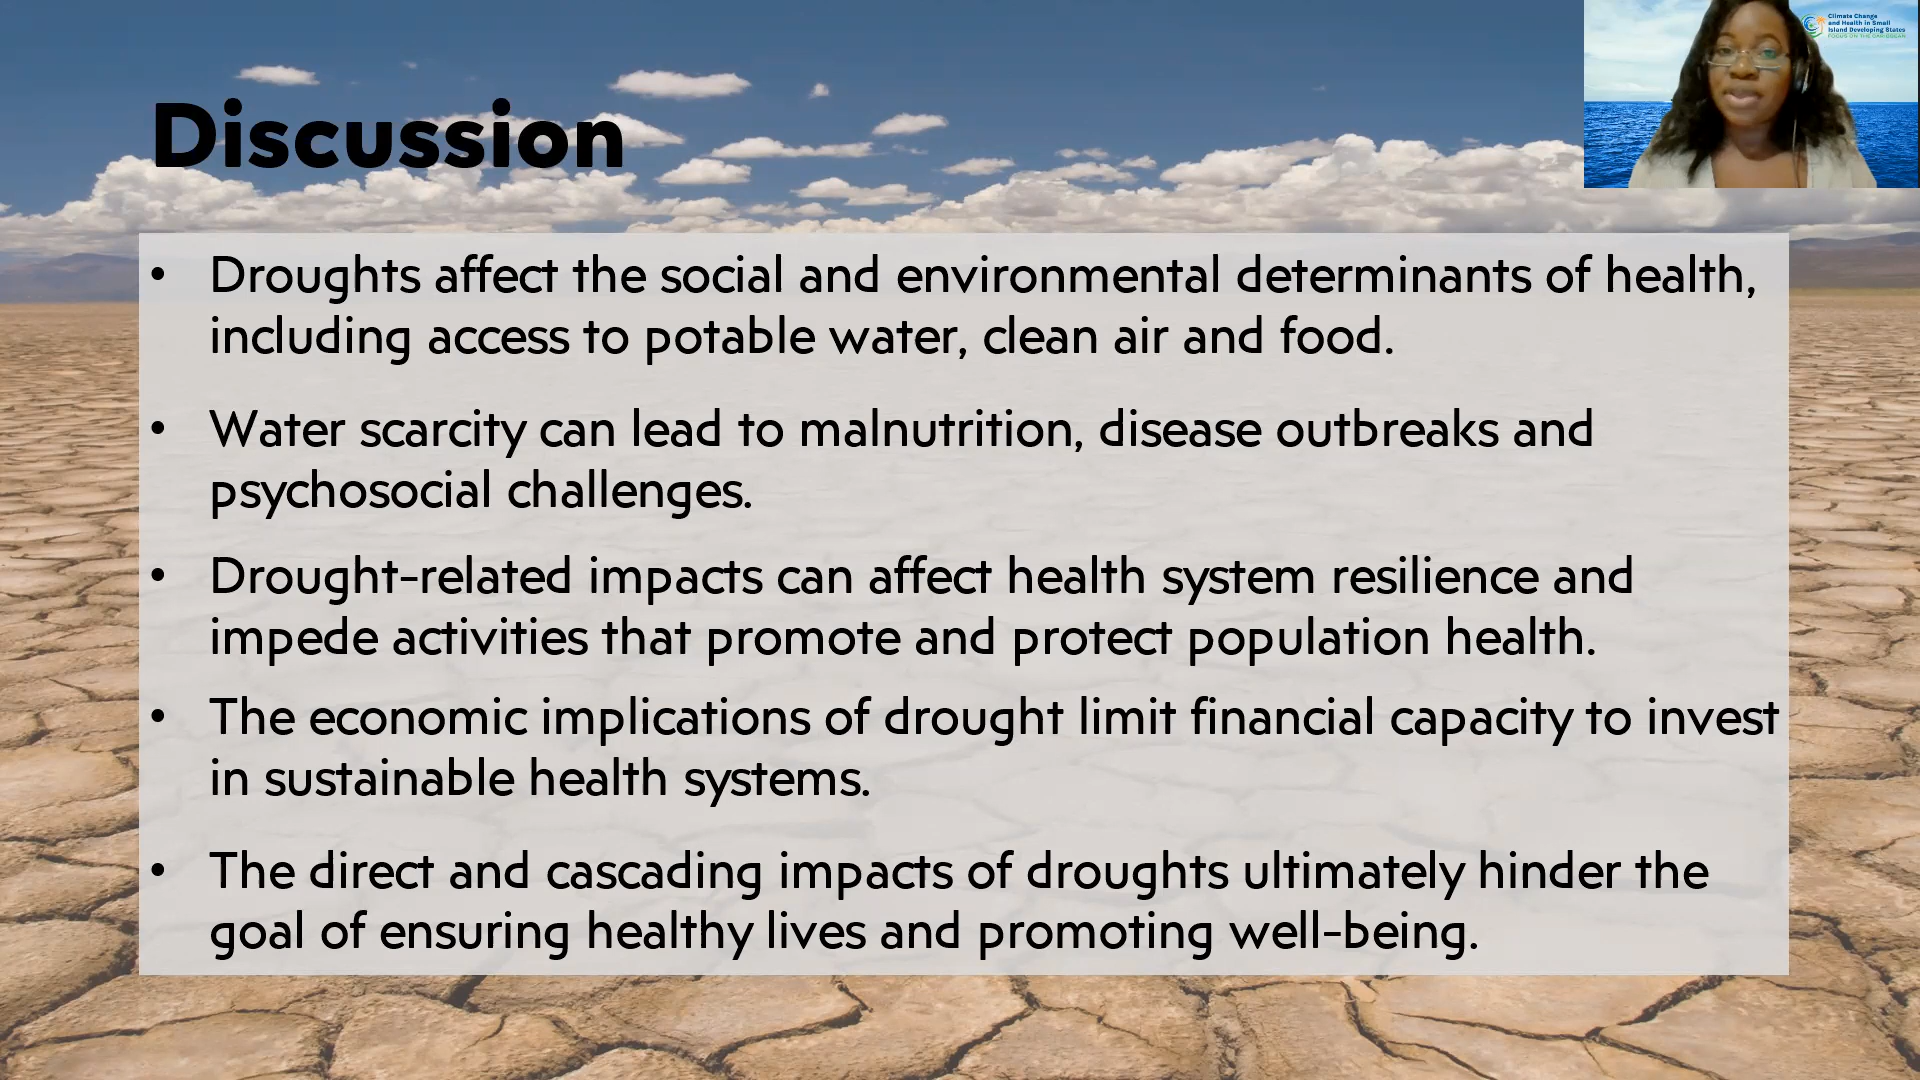 Climate Change
and Health in Small
Island Developing States
FOCUS ON THE CARIBBEAN
Discussion
• Droughts affect the social and environmental determinants of health,
including access to potable water, clean air and food.
• Water scarcity can lead to malnutrition, disease outbreaks and
psychosocial challenges.
• Drought-related impacts can affect health system resilience and
impede activities that promote and protect population health.
• The economic implications of drought limit financial capacity to invest
in sustainable health systems.
• The direct and cascading impacts of droughts ultimately hinder the
goal of ensuring healthy lives and promoting well-being.